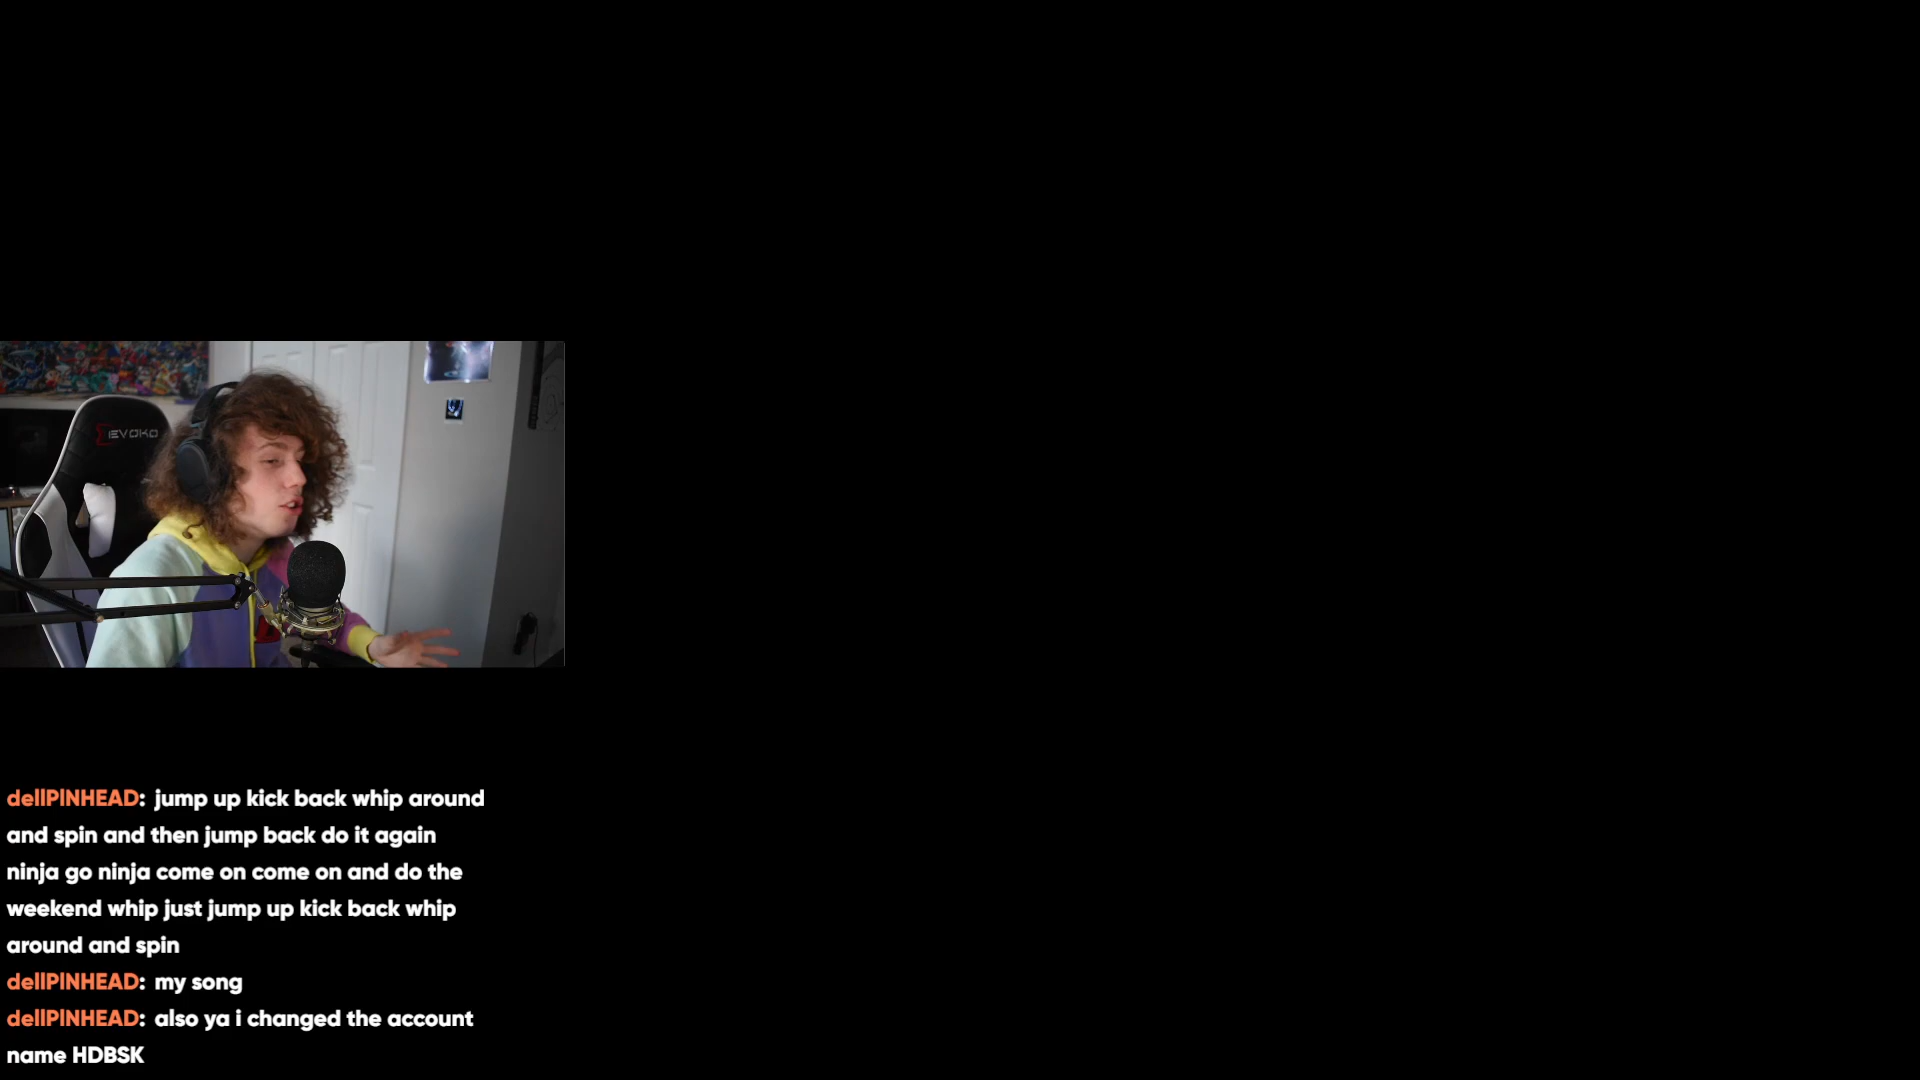 EVOKO
dellPINHEAD: jump up kick back whip around
and spin and then jump back do it again
ninja go ninja come on come on and do the
weekend whip just jump up kick back whip
around and spin
dellPINHEAD: my song
dellPINHEAD: also ya i changed the account
name HDBSK